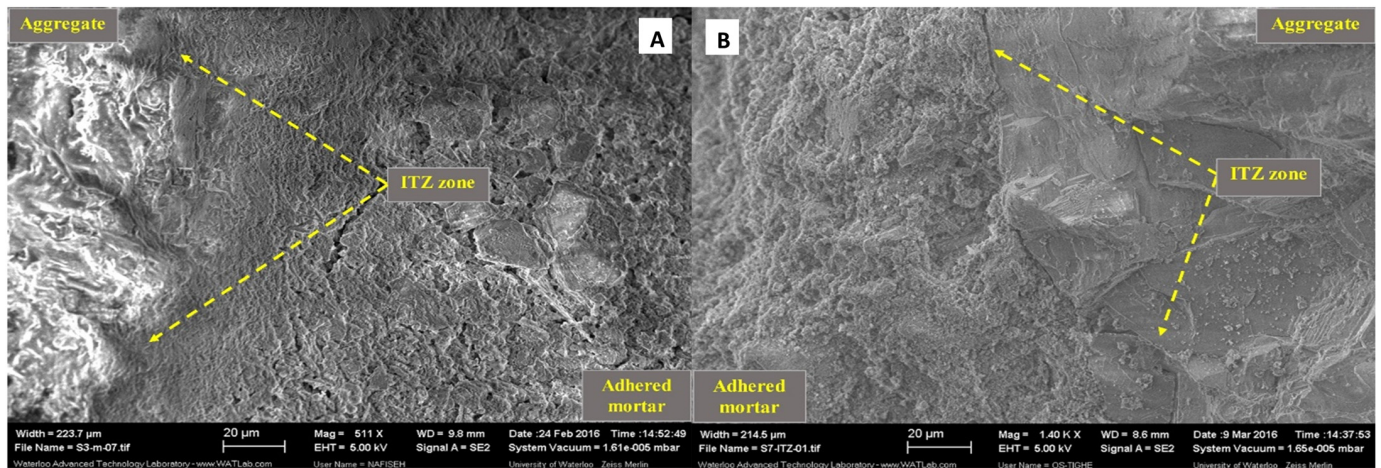 Aggregate
A
B
Aggregate
ITZ zone
ITZ zone
Adhered
mortar
Adhered
mortar
Width = 223.7 µm
File Name = S3-m-07.tif
20 µm
Mag = 511 X
EHT = 5.00 kV
WD = 9.8 mm
Signal A = SE2
Date :24 Feb 2016 Time :14:52:49
System Vacuum = 1.61e-005 mbar
Waterloo Advanced Technology Laboratory - www.WATLab.com
User Name = NAFISEH
University of Waterloo Zeiss Merlin
Width = 214.5 µm
File Name = S7-ITZ-01.tif
20 µm
Mag = 1.40 K X
EHT = 5.00 kV
WD = 8.6 mm
Signal A = SE2
Date :9 Mar 2016 Time :14:37:53
System Vacuum = 1.65e-005 mbar
Waterloo Advanced Technology Laboratory - www.WATLab.com
User Name = OS-TIGHE
University of Waterloo Zeiss Merlin